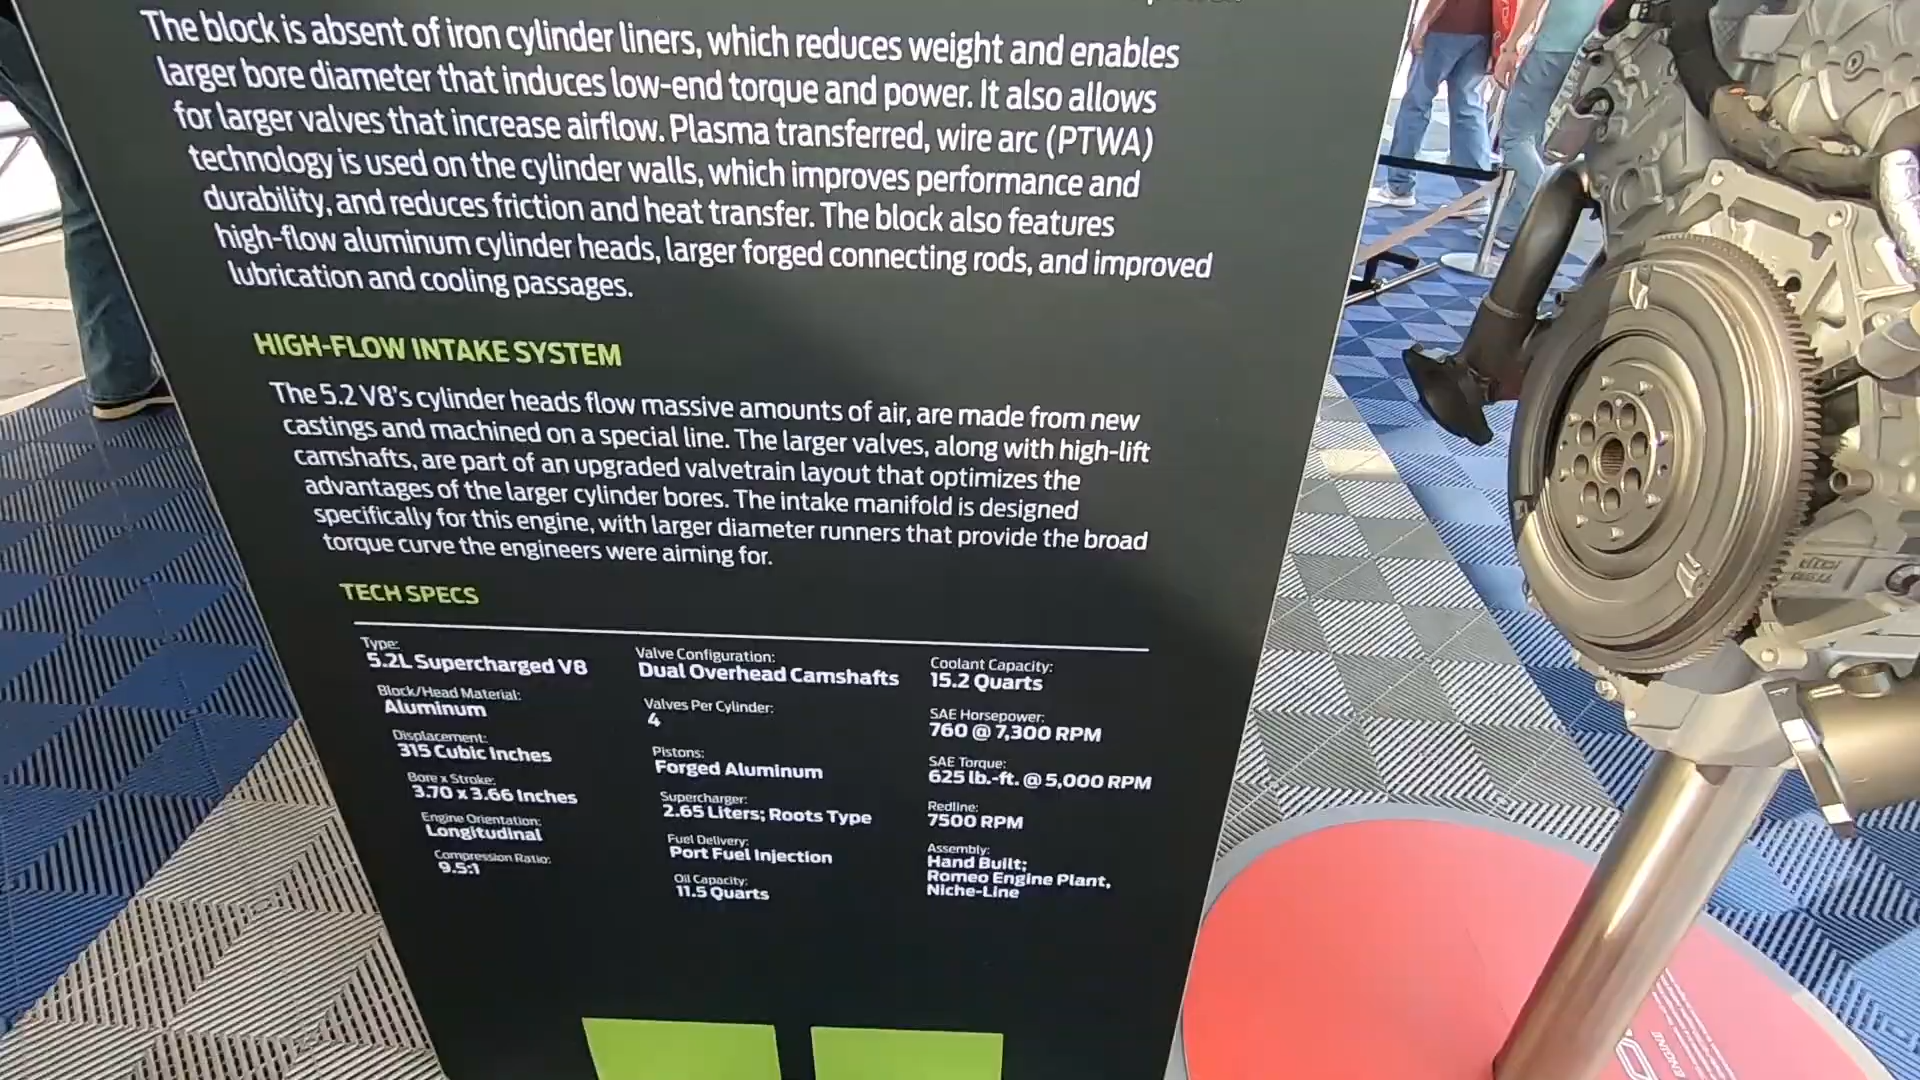 The block is absent of iron cylinder liners, which reduces weight and enables
larger bore diameter that induces low-end torque and power. It also allows
for larger valves that increase airflow. Plasma transferred, wire arc (PTWA)
technology is used on the cylinder walls, which improves performance and
durability, and reduces friction and heat transfer. The block also features
high-flow aluminum cylinder heads, larger forged connecting rods, and improved
lubrication and cooling passages.
HIGH-FLOW INTAKE SYSTEM
The 5.2 V8's cylinder heads flow massive amounts of air, are made from new
castings and machined on a special line. The larger valves, along with high-lift
camshafts, are part of an upgraded valvetrain layout that optimizes the
advantages of the larger cylinder bores. The intake manifold is designed
specifically for this engine, with larger diameter runners that provide the broad
torque curve the engineers were aiming for.
TECH SPECS
Type:
5.2L Supercharged V8
Block/Head Material:
Aluminum
Displacement:
315 Cubic Inches
Bore x Stroke:
3.70 x 3.66 Inches
Engine Orientation:
Longitudinal
Compression Ratio:
9.5:1
Valve Configuration:
Dual Overhead Camshafts
Valves Per Cylinder:
4
Pistons:
Forged Aluminum
Supercharger:
2.65 Liters; Roots Type
Fuel Delivery:
Port Fuel Injection
Oil Capacity:
11.5 Quarts
Coolant Capacity:
15.2 Quarts
SAE Horsepower:
760 @ 7,300 RPM
SAE Torque:
625 lb.-ft. @ 5,000 RPM
Redline:
7500 RPM
Assembly:
Hand Built;
Romeo Engine Plant,
Niche-Line
ENGINE